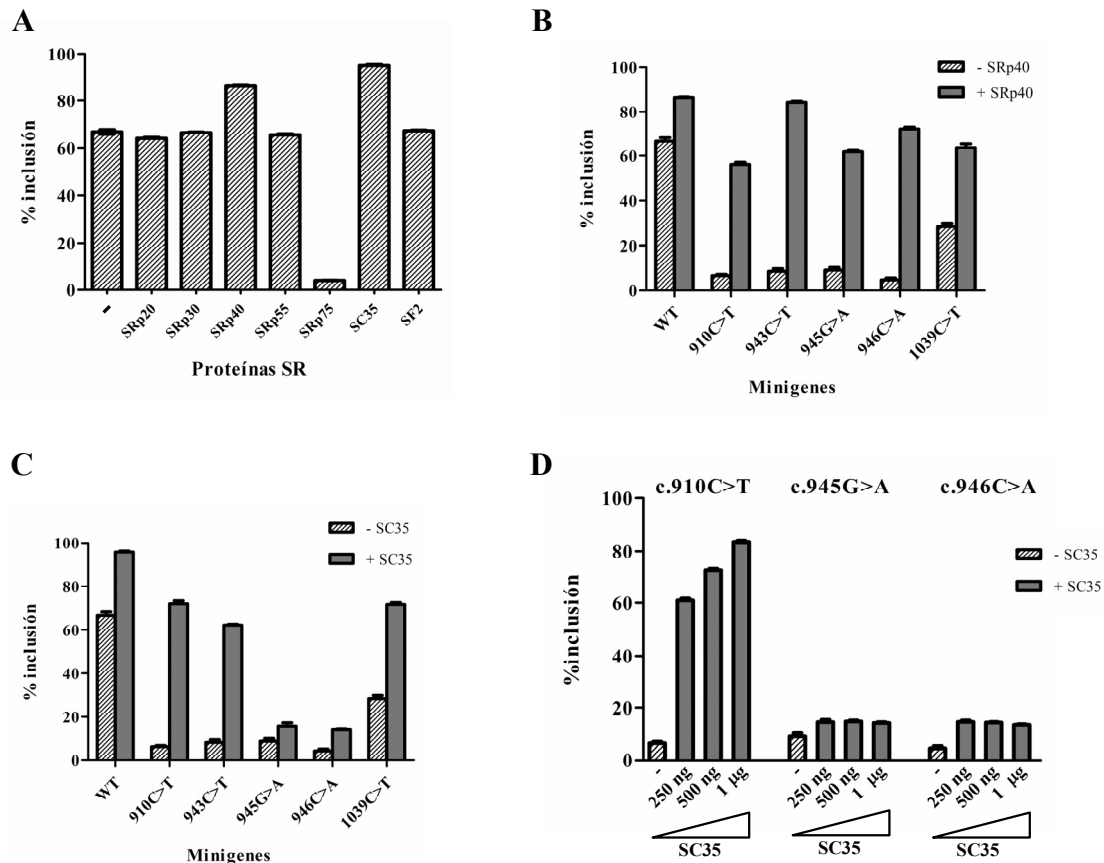 A
% inclusión
100
80
60
40
20
0
-
SRp20
SRp30
SRp40
SRp55
SRp75
SC35
SF2
Proteínas SR
B
- SRp40
+ SRp40
% inclusión
100
80
60
40
20
0
WT
910C>T
943C>T
945G>A
946C>A
1039C>T
Minigenes
C
- SC35
+ SC35
% inclusión
100
80
60
40
20
0
WT
910C>T
943C>T
945G>A
946C>A
1039C>T
Minigenes
D
c.910C>T c.945G>A c.946C>A
- SC35
+ SC35
%inclusión
100
80
60
40
20
0
-
250 ng
500 ng
1 µg
-
250 ng
500 µg
1 µg
-
250 ng
500 ng
1 µg
SC35 SC35 SC35